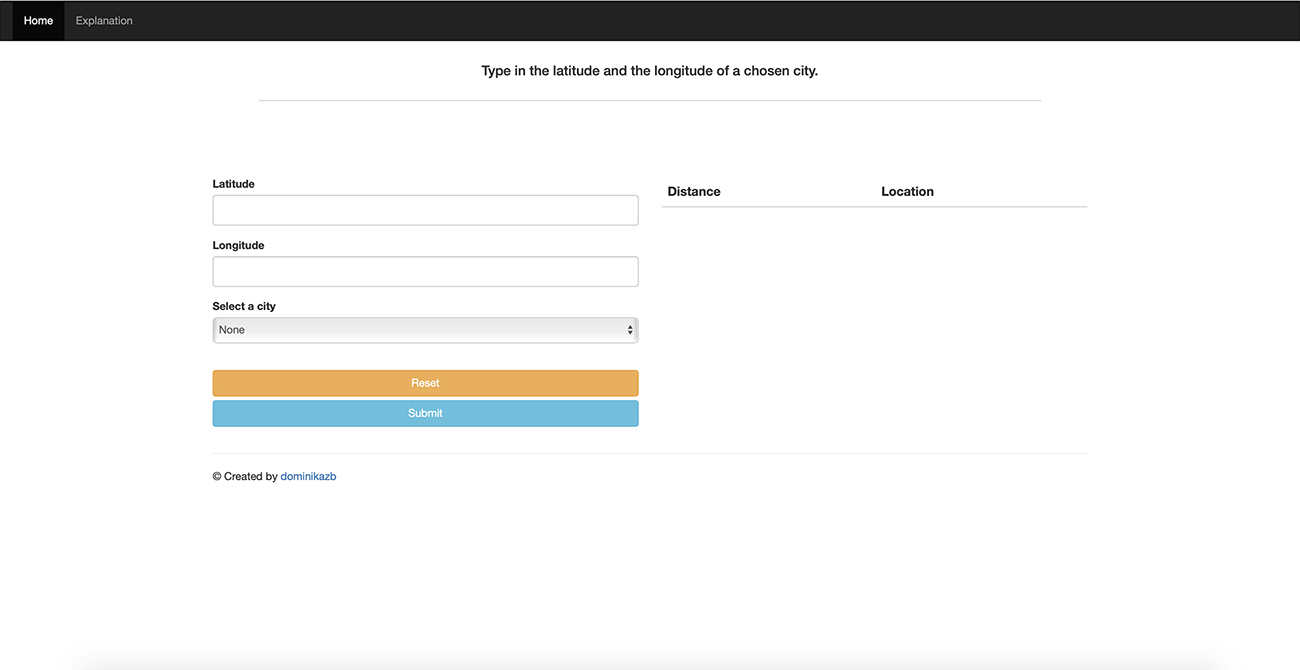 Home Explanation
Type in the latitude and the longitude of a chosen city.
Latitude
Longitude
Select a city
None
Reset
Submit
Distance Location
© Created by dominikazb